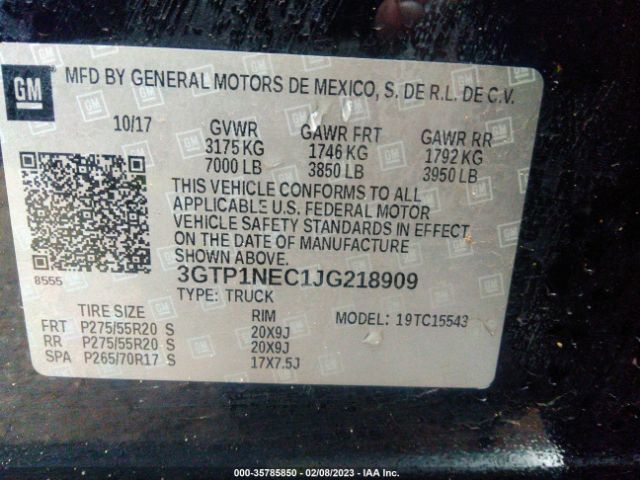 GM
MFD BY GENERAL MOTORS DE MEXICO, S. DE R.L. DE C.V.
10/17 GVWR GAWR FRT GAWR RR
3175 KG 1746 KG 1792 KG
7000 LB 3850 LB 3950 LB
THIS VEHICLE CONFORMS TO ALL
APPLICABLE U.S. FEDERAL MOTOR
VEHICLE SAFETY STANDARDS IN EFFECT
ON THE DATE OF MANUFACTURE
SHOWN ABOVE.
8555 3GTP1NEC1JG218909
TYPE: TRUCK
TIRE SIZE RIM MODEL: 19TC15543
FRT P275/55R20 S 20X9J
RR P275/55R20 S 20X9J
SPA P265/70R17 S 17X7.5J
000-35785850 - 02/08/2023 - IAA Inc.